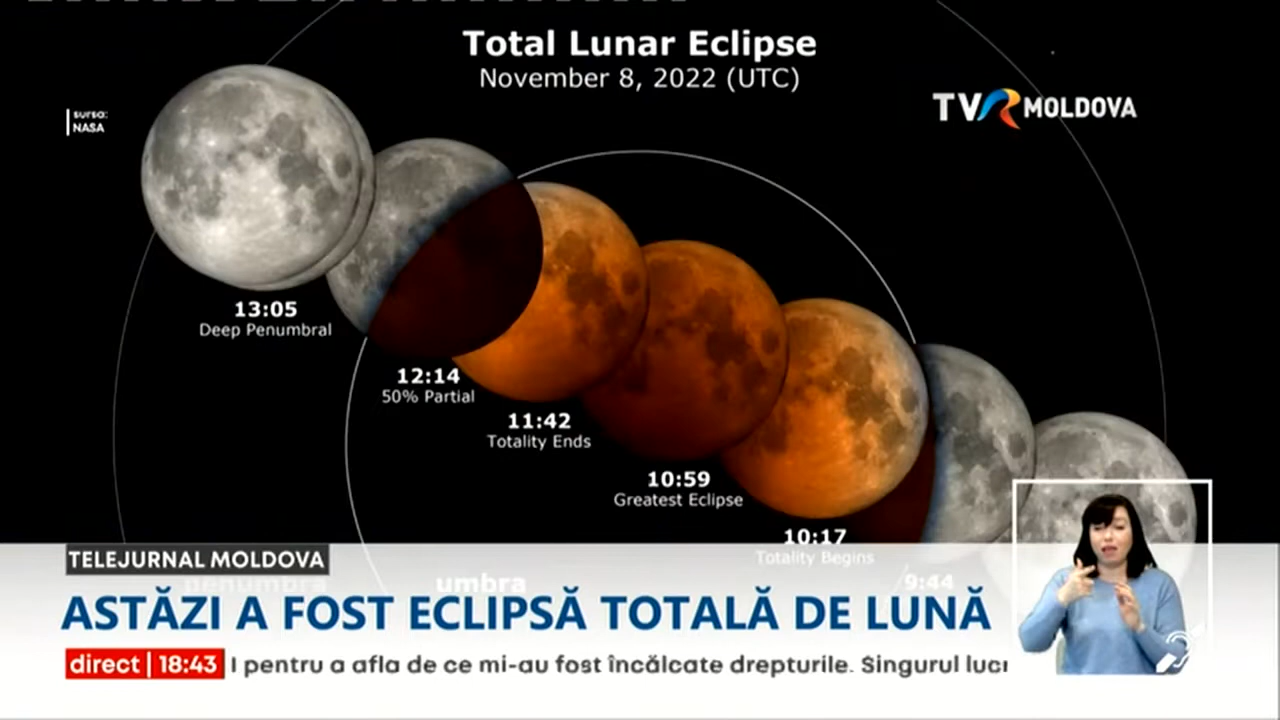 Total Lunar Eclipse
November 8, 2022 (UTC)
sursa:
NASA
TVR MOLDOVA
13:05
Deep Penumbral
12:14
50% Partial
11:42
Totality Ends
10:59
Greatest Eclipse
10:17
Totality Begins
9:44
penumbra
umbra
TELEJURNAL MOLDOVA
ASTĂZI A FOST ECLIPSĂ TOTALĂ DE LUNĂ
direct | 18:43
pentru a afla de ce mi-au fost încălcate drepturile. Singurul